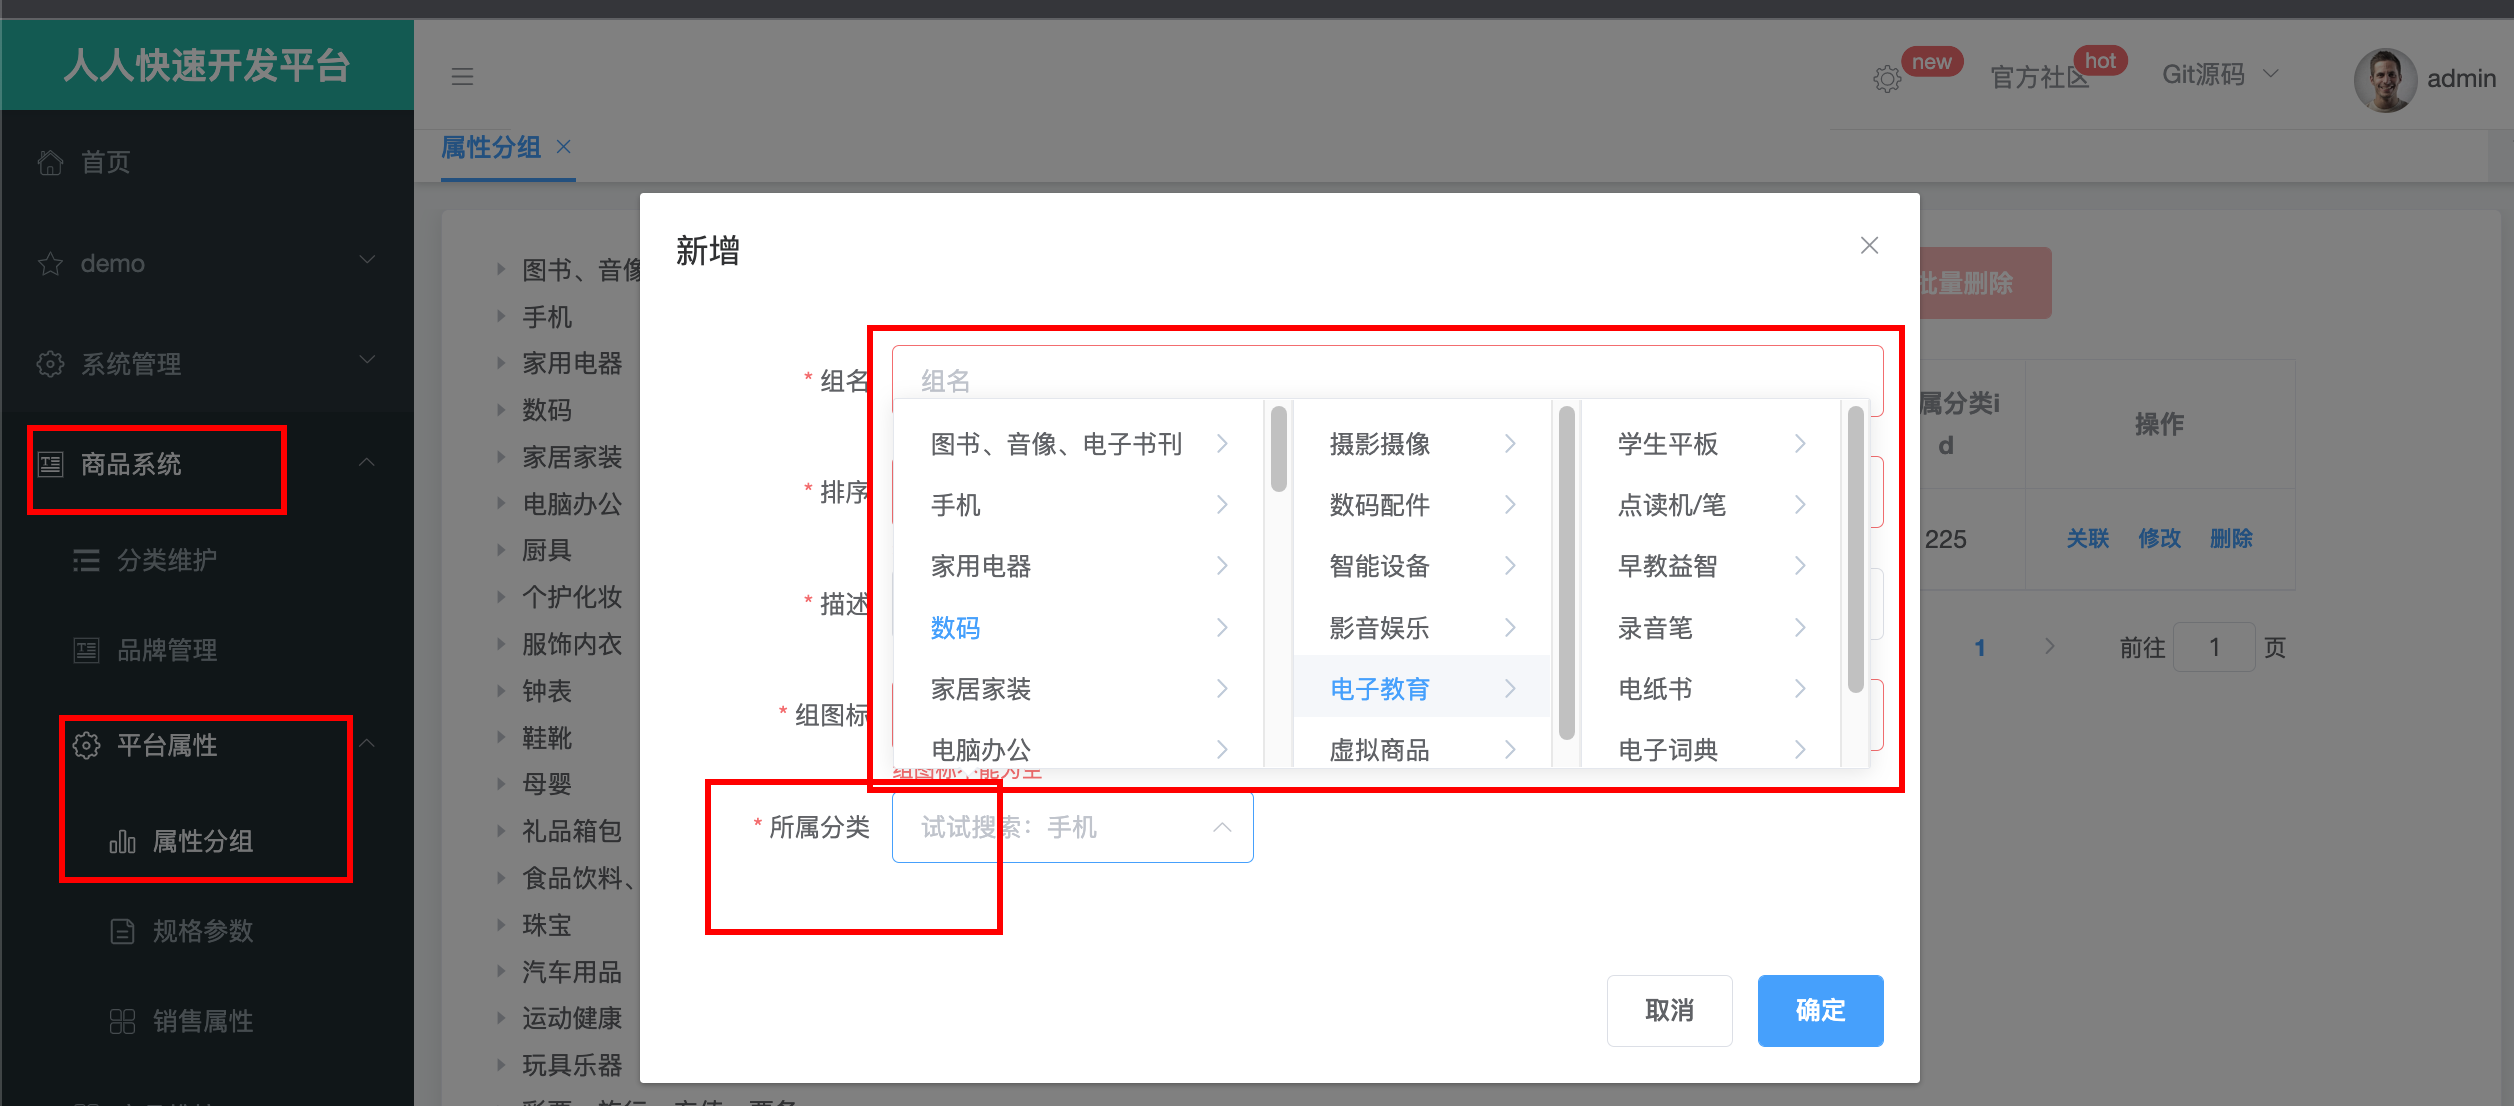 人人快速开发平台
new
官方社区
hot
Git源码
admin
首页
demo
系统管理
商品系统
分类维护
品牌管理
平台属性
属性分组
规格参数
销售属性
属性分组
图书、音像
手机
家用电器
数码
家居家装
电脑办公
厨具
个护化妆
服饰内衣
钟表
鞋靴
母婴
礼品箱包
食品饮料、
珠宝
汽车用品
运动健康
玩具乐器
新增
* 组名
组名
* 排序
* 描述
* 组图标
图书、音像、电子书刊
手机
家用电器
数码
家居家装
电脑办公
摄影摄像
数码配件
智能设备
影音娱乐
电子教育
虚拟商品
学生平板
点读机/笔
早教益智
录音笔
电纸书
电子词典
组图标不能为空
* 所属分类
试试搜索：手机
取消
确定
批量删除
属分类i
d
操作
225
关联 修改 删除
1
前往 1 页